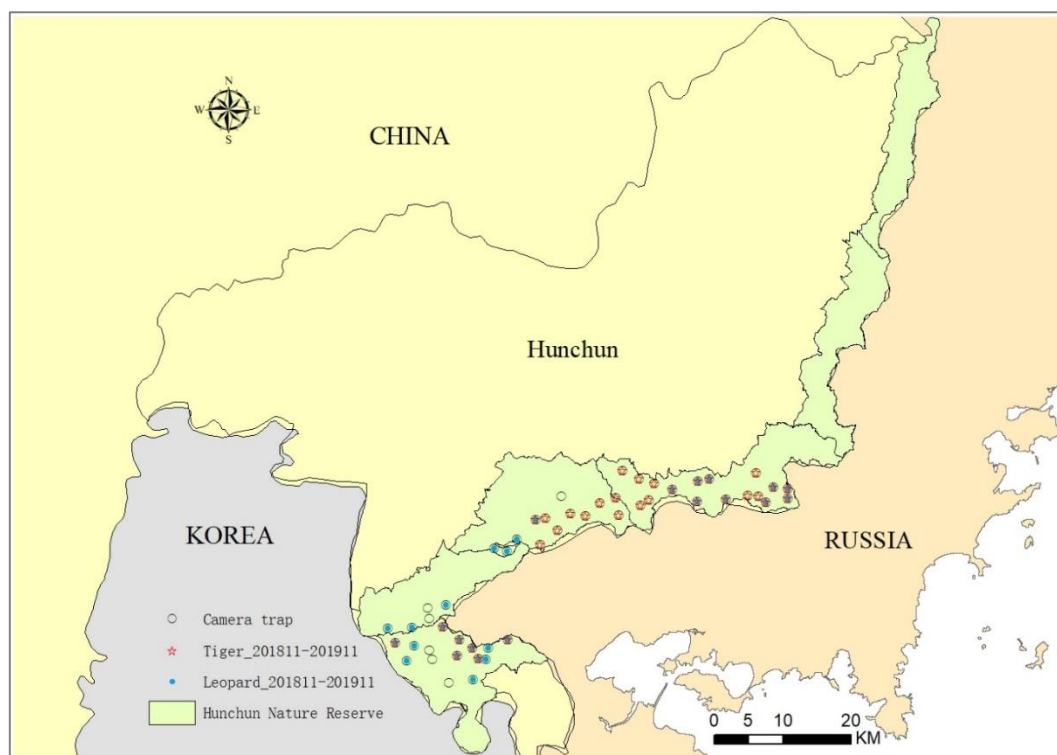 N
W E
S
CHINA
Hunchun
KOREA
RUSSIA
Camera trap
Tiger_201811-201911
Leopard_201811-201911
Hunchun Nature Reserve
0 5 10 20
KM